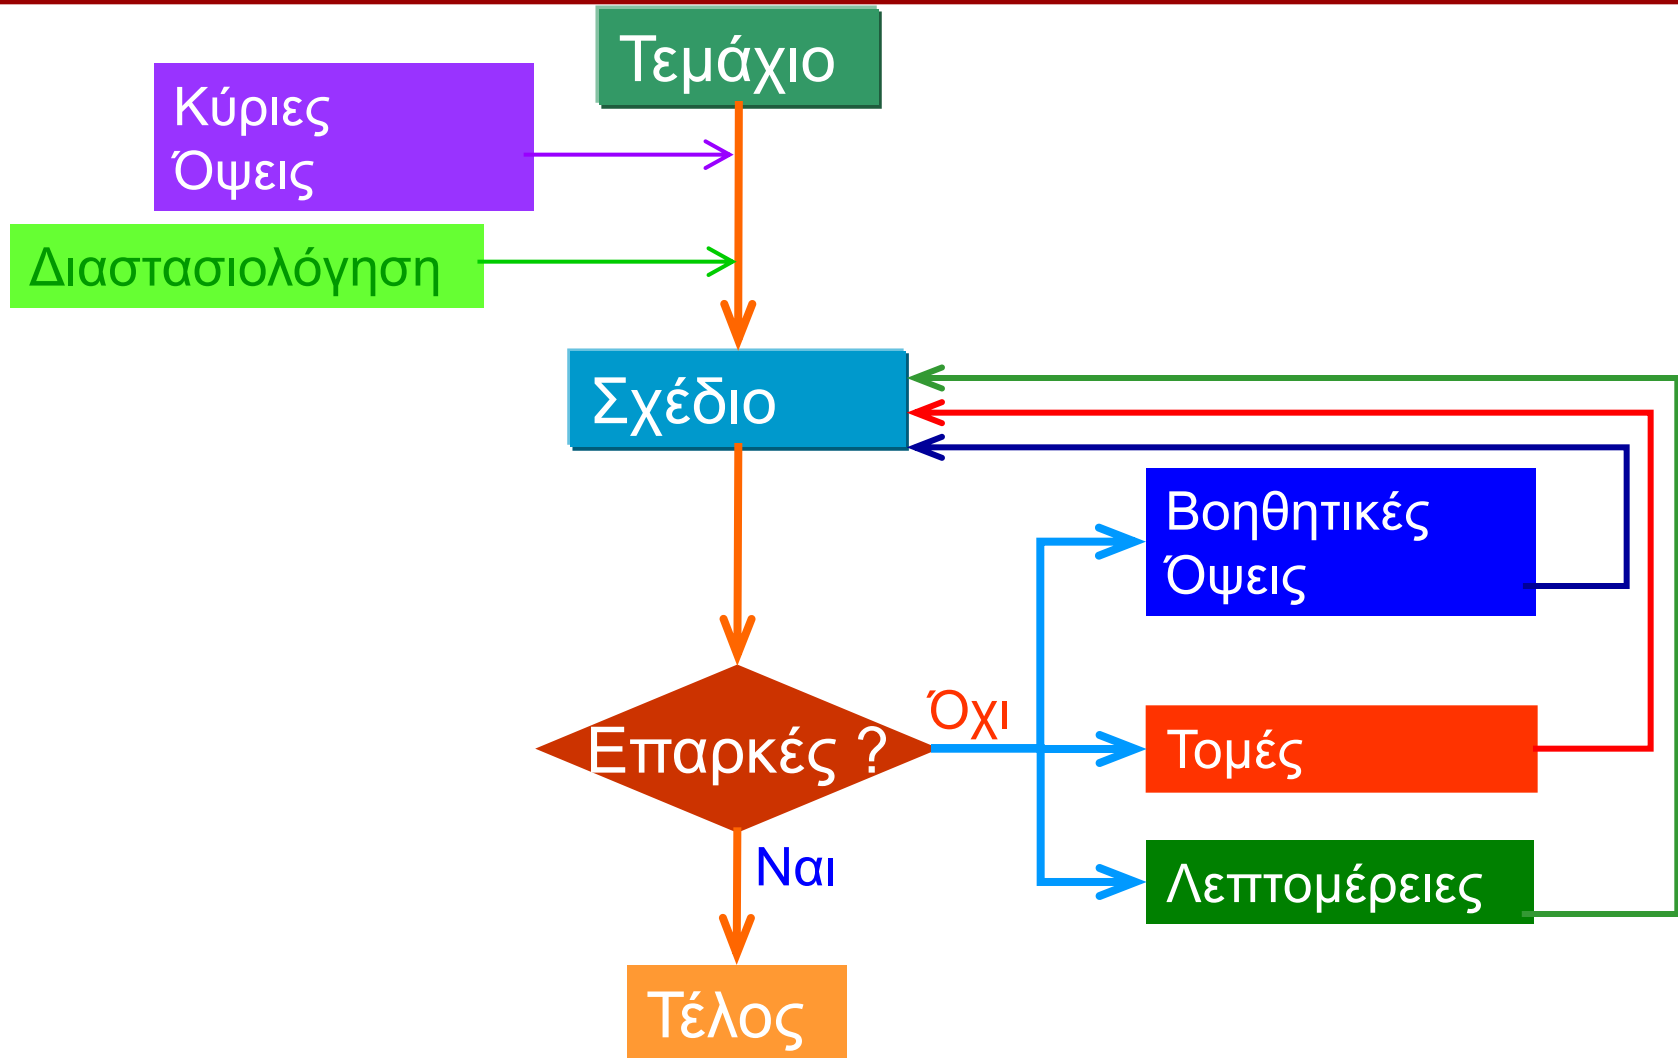 Τεμάχιο
Κύριες
Όψεις
Διαστασιολόγηση
Σχέδιο
Βοηθητικές
Όψεις
Όχι
Επαρκές ?
Τομές
Ναι
Λεπτομέρειες
Τέλος